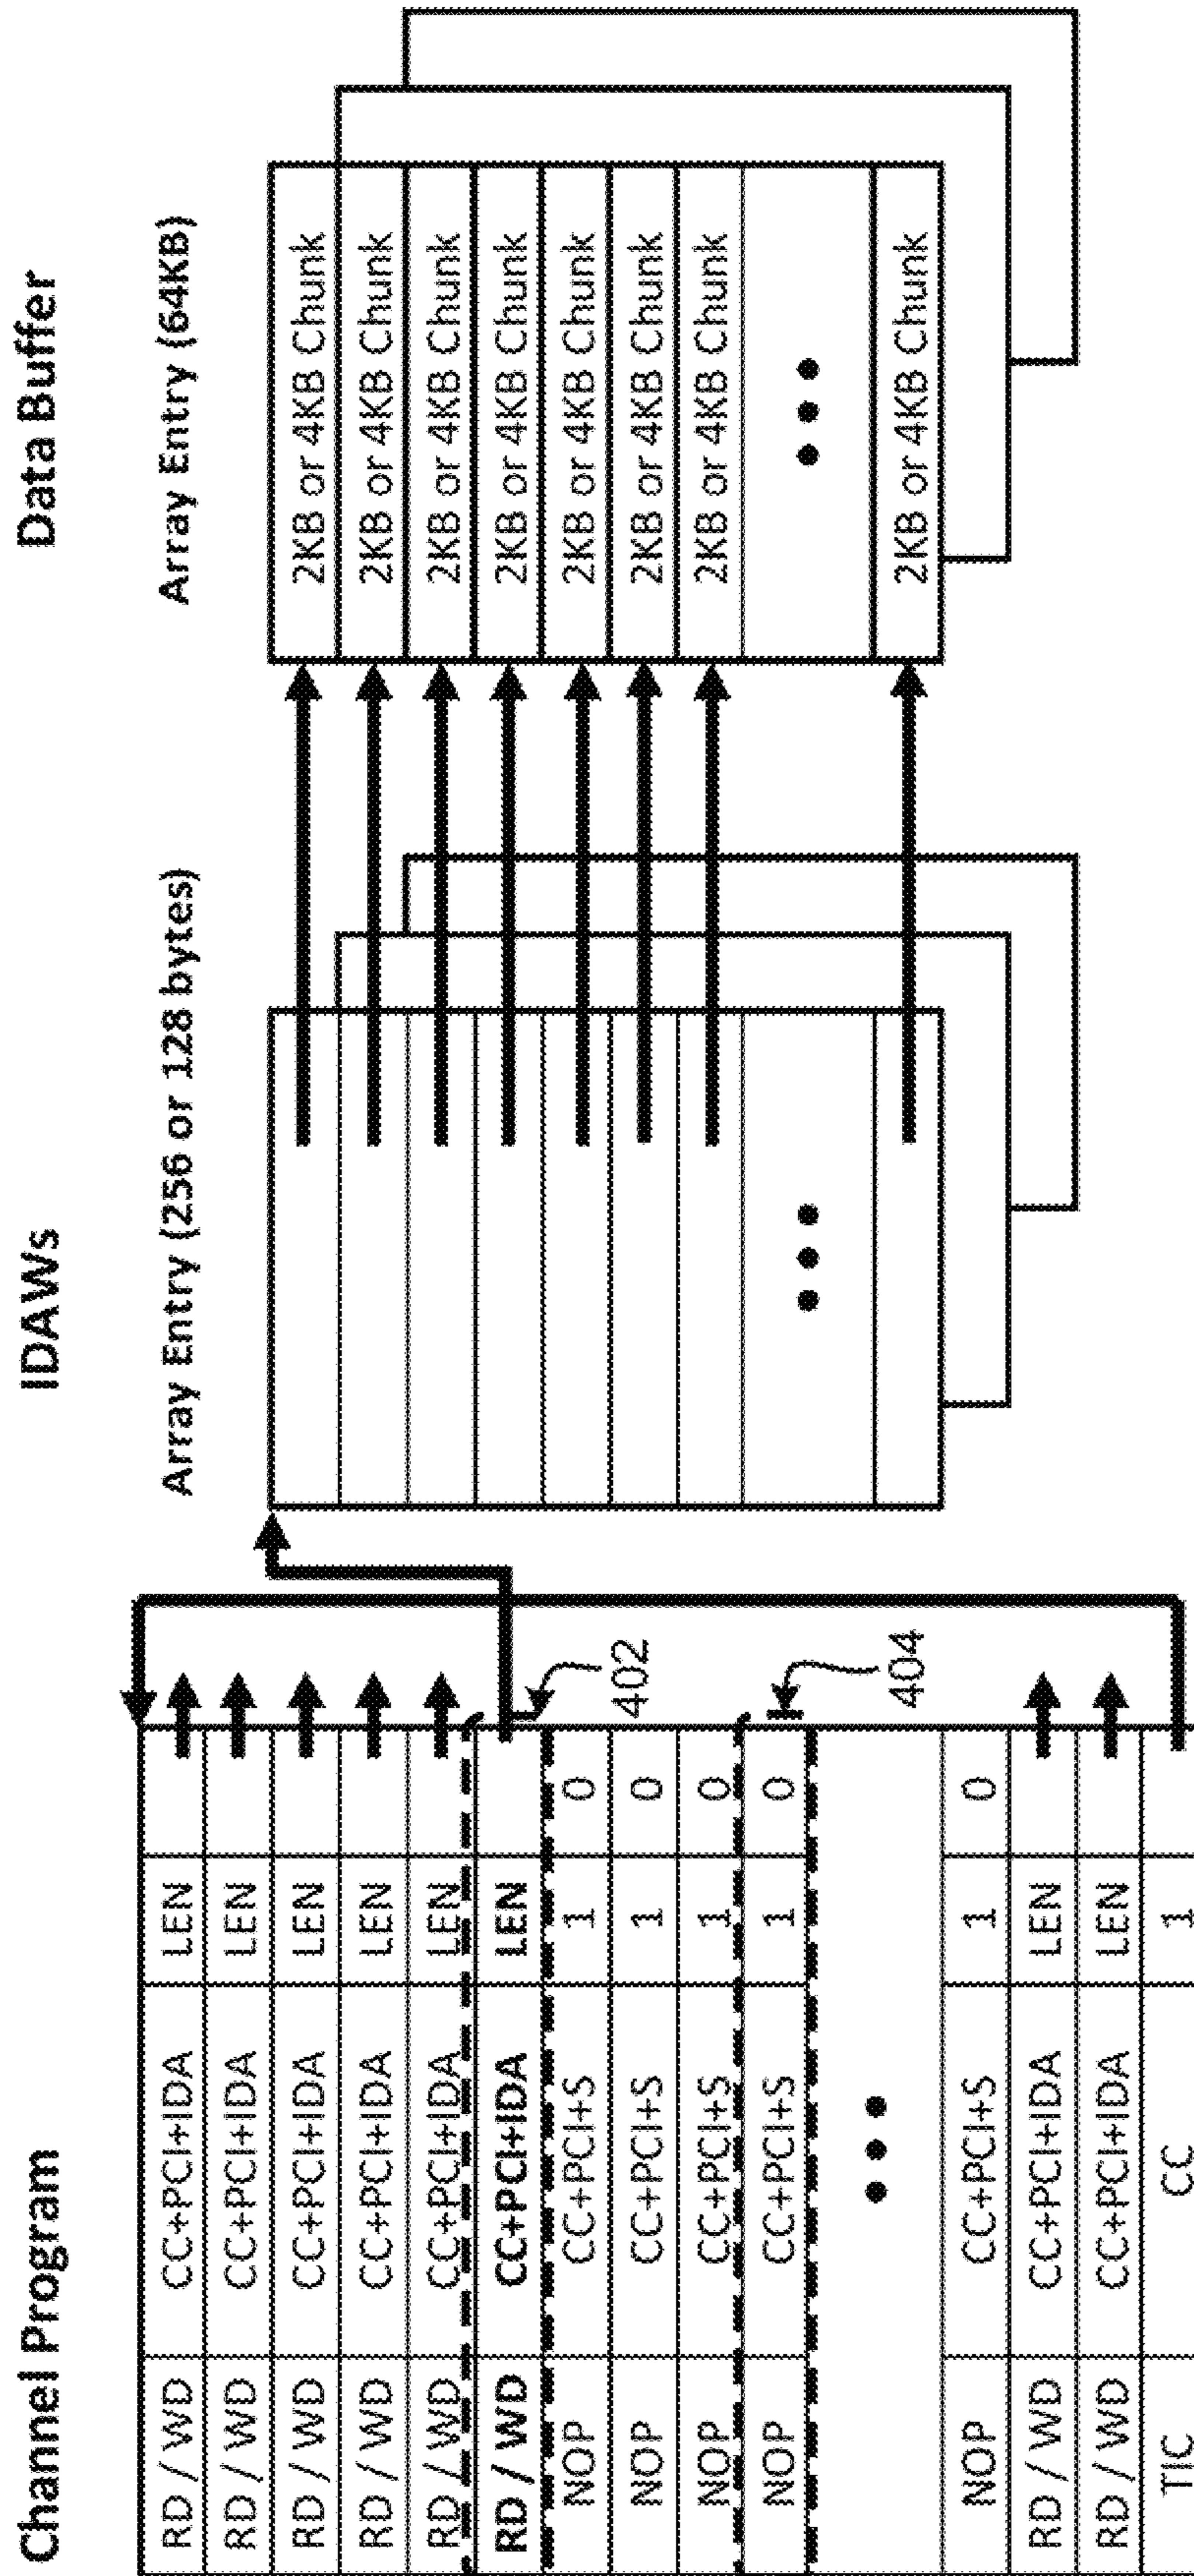 Channel Program
RD / WD CC+PCI+IDA LEN
RD / WD CC+PCI+IDA LEN
RD / WD CC+PCI+IDA LEN
RD / WD CC+PCI+IDA LEN
RD / WD CC+PCI+IDA LEN
RD / WD CC+PCI+IDA LEN
402
NOP CC+PCI+S 1 0
NOP CC+PCI+S 1 0
NOP CC+PCI+S 1 0
NOP CC+PCI+S 1 0
404
NOP CC+PCI+S 1 0
RD / WD CC+PCI+IDA LEN
RD / WD CC+PCI+IDA LEN
TIC CC 1
IDAWs
Array Entry (256 or 128 bytes)
Data Buffer
Array Entry (64KB)
2KB or 4KB Chunk
2KB or 4KB Chunk
2KB or 4KB Chunk
2KB or 4KB Chunk
2KB or 4KB Chunk
2KB or 4KB Chunk
2KB or 4KB Chunk
2KB or 4KB Chunk